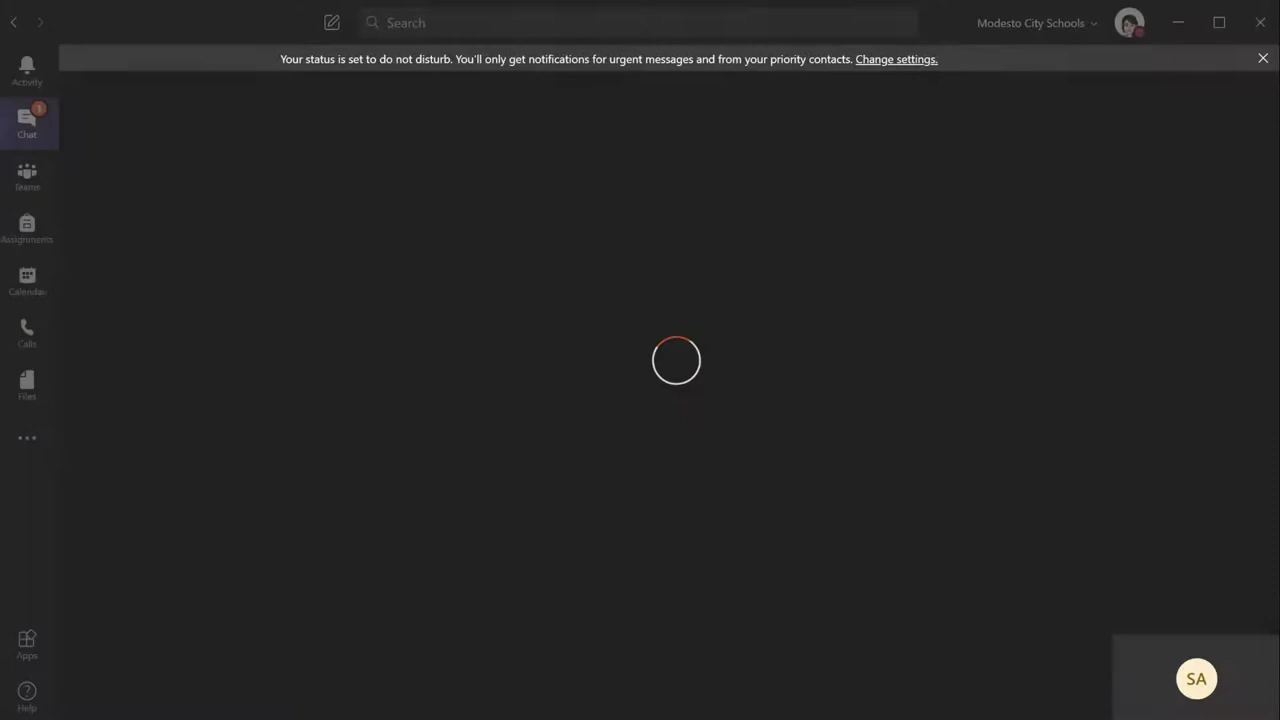 Search
Modesto City Schools
Your status is set to do not disturb. You'll only get notifications for urgent messages and from your priority contacts. Change settings.
Activity
Chat
Teams
Assignments
Calendar
Calls
Files
Apps
Help
SA